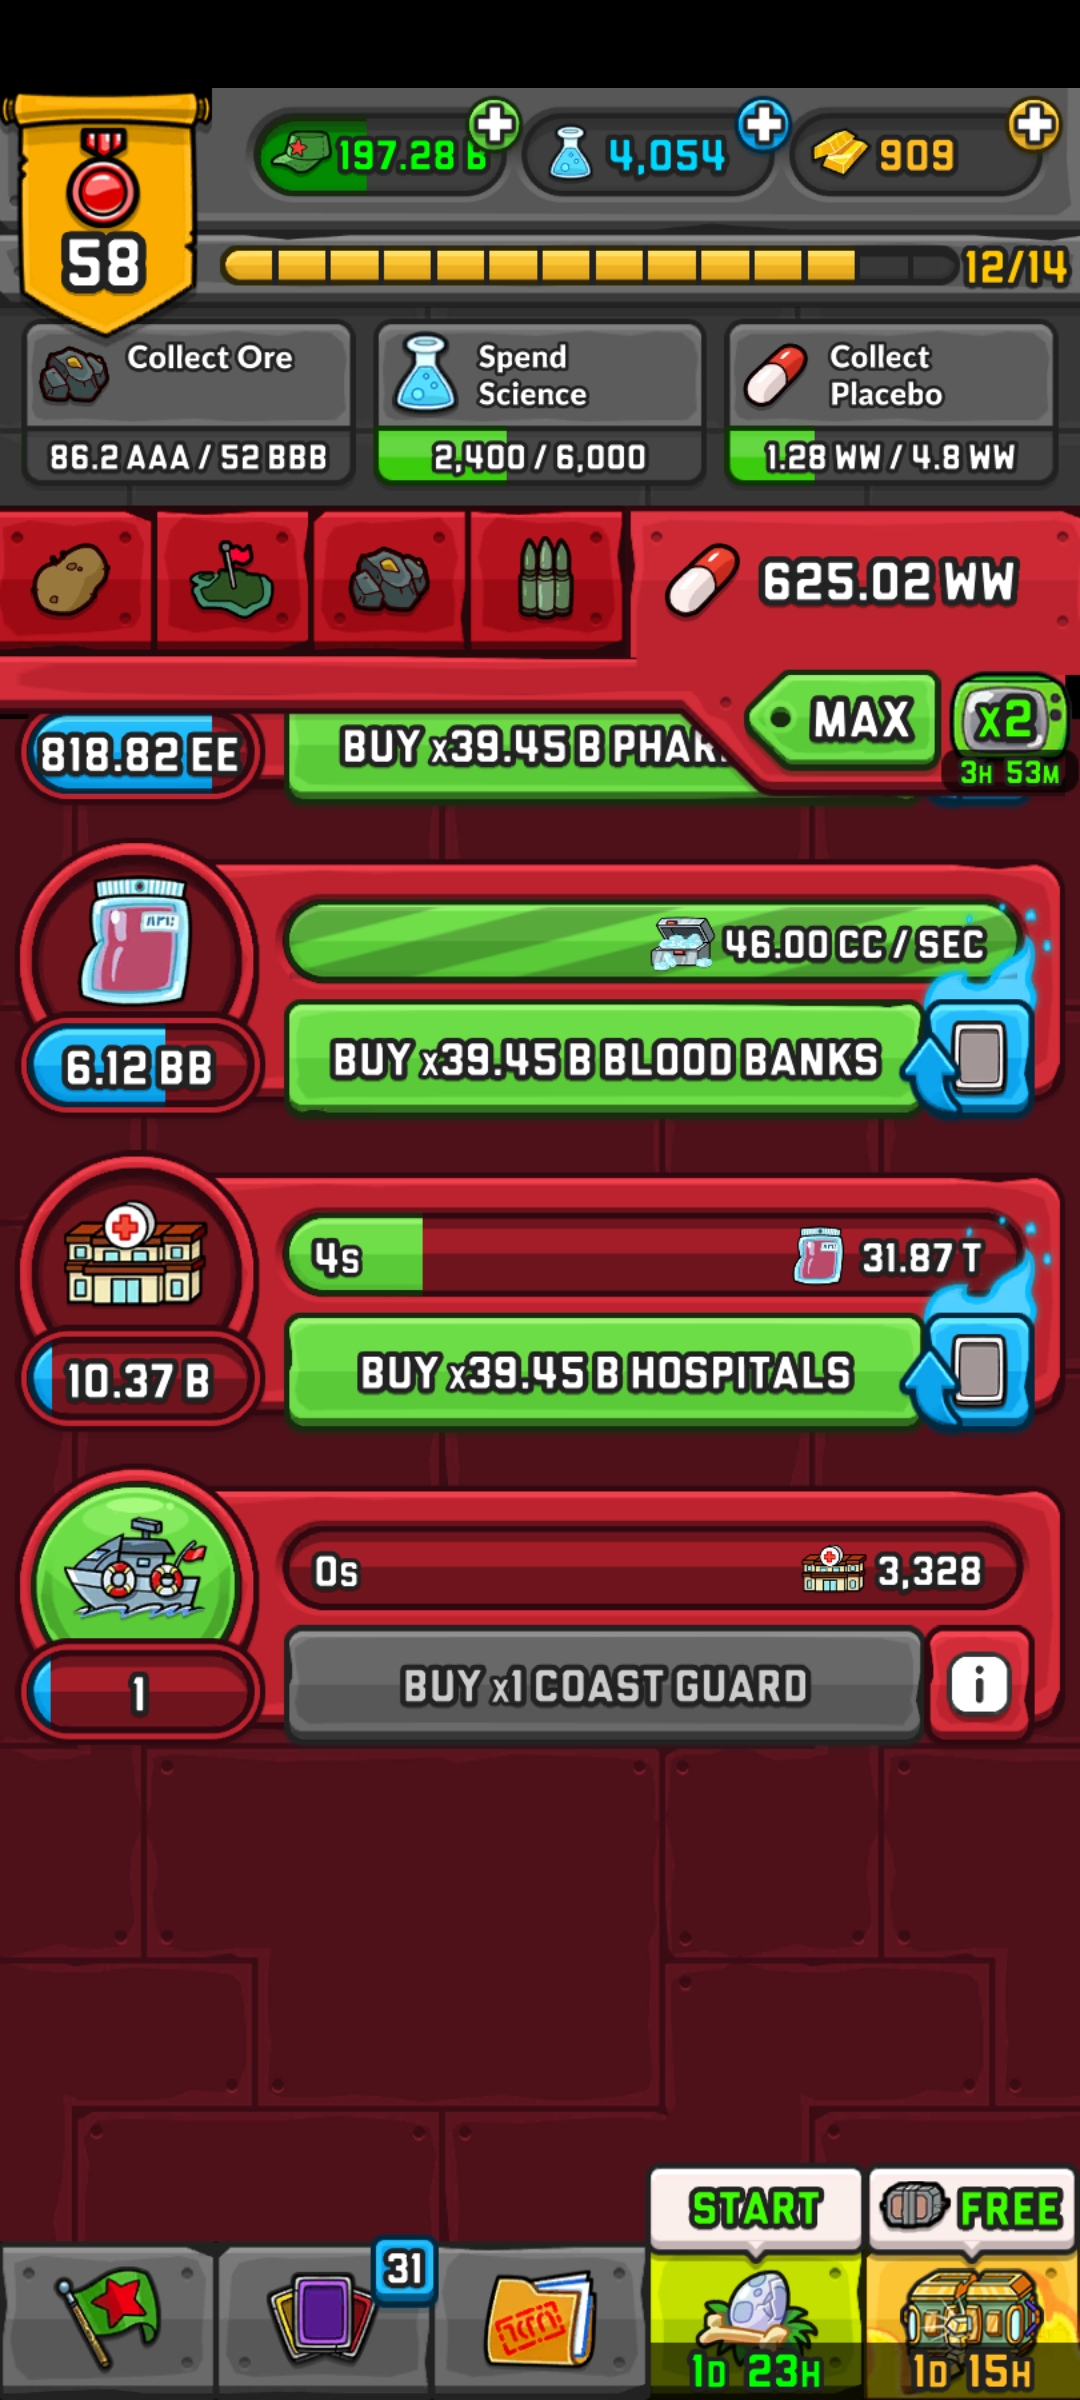 58
197.28 B
4,054
909
12/14
Collect Ore
86.2 AAA / 52 BBB
Spend
Science
2,400 / 6,000
Collect
Placebo
1.28 WW / 4.8 WW
625.02 WW
MAX
x2
3H 53M
818.82 EE
BUY x39.45 B
46.00 CC / SEC
6.12 BB
BUY x39.45 B BLOOD BANKS
4s
31.87 T
10.37 B
BUY x39.45 B HOSPITALS
0s
3,328
1
BUY x1 COAST GUARD
i
START
FREE
31
1D 23H
1D 15H